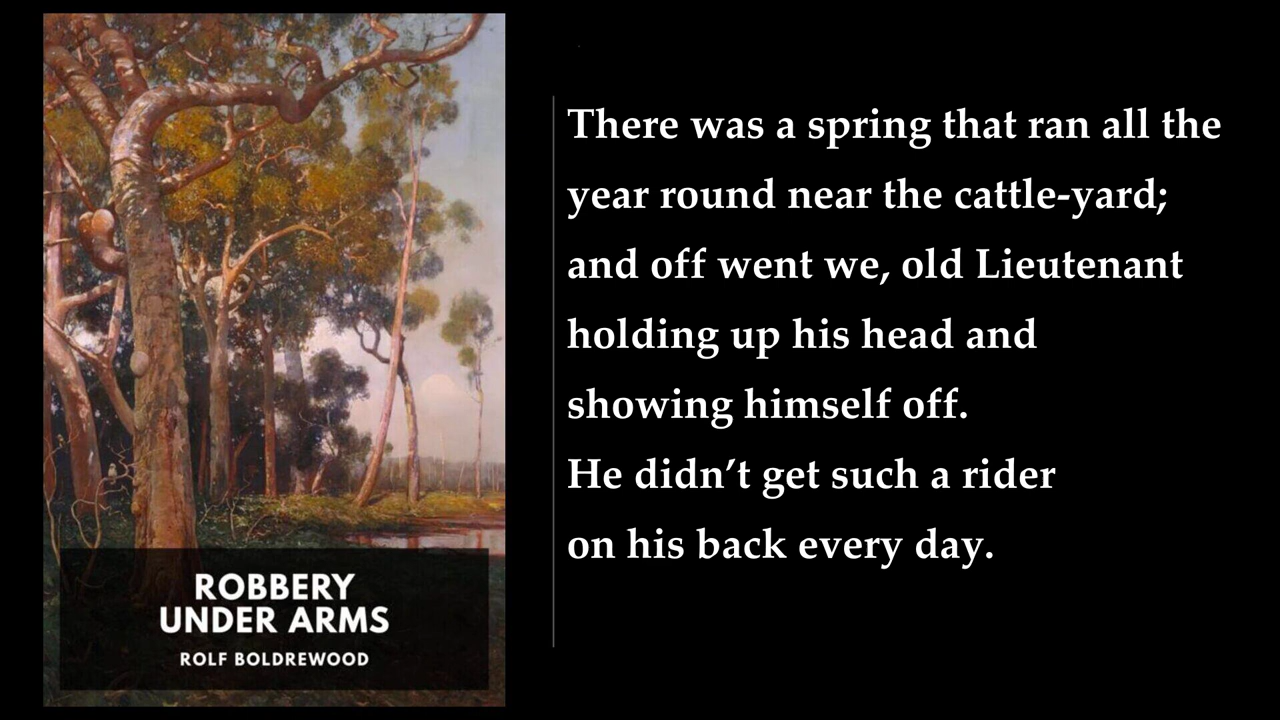 There was a spring that ran all the
year round near the cattle-yard;
and off went we, old Lieutenant
holding up his head and
showing himself off.
He didn’t get such a rider
on his back every day.
ROBBERY
UNDER ARMS
ROLF BOLDREWOOD